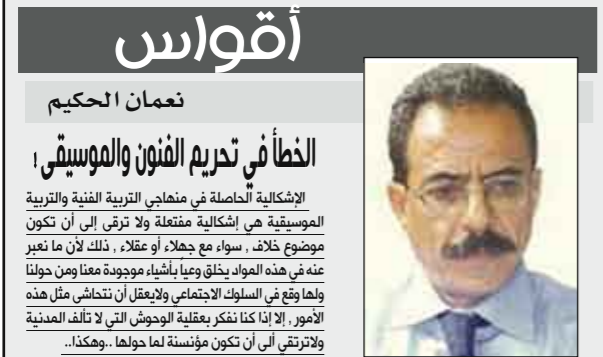 أقواس
نعمان الحكيم
الخطأ في تحريم الفنون والموسيقى !
الإشكالية الحاصلة في منهاجي التربية الفنية والتربية
الموسيقية هي إشكالية مفتعلة ولا ترقى إلى أن تكون
موضوع خلاف , سواء مع جهلاء أو عقلاء , ذلك لأن ما نعبر
عنه في هذه المواد يخلق وعياً بأشياء موجودة معنا ومن حولنا
ولها وقع في السلوك الاجتماعي ولايعقل أن نتحاشى مثل هذه
الأمور , إلا إذا كنا نفكر بعقلية الوحوش التي لا تألف المدنية
ولاترتقي ألى أن تكون مؤنسنة لما حولها ..وهكذا..